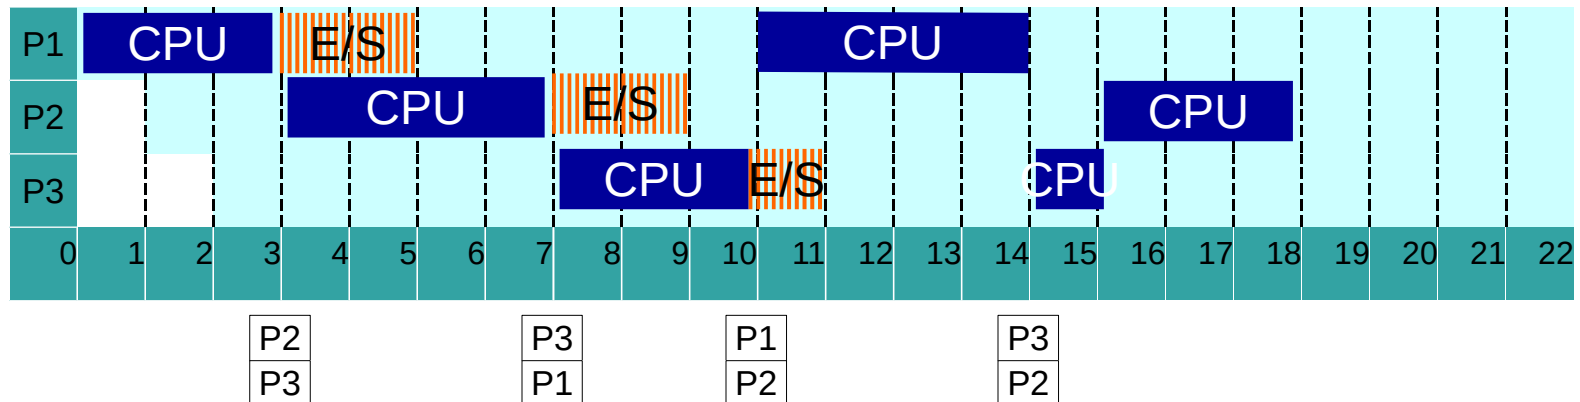 P1 CPU E/S CPU
P2 CPU E/S CPU
P3 CPU E/S CPU
0 1 2 3 4 5 6 7 8 9 10 11 12 13 14 15 16 17 18 19 20 21 22
P2 P3 P1 P3
P3 P1 P2 P2